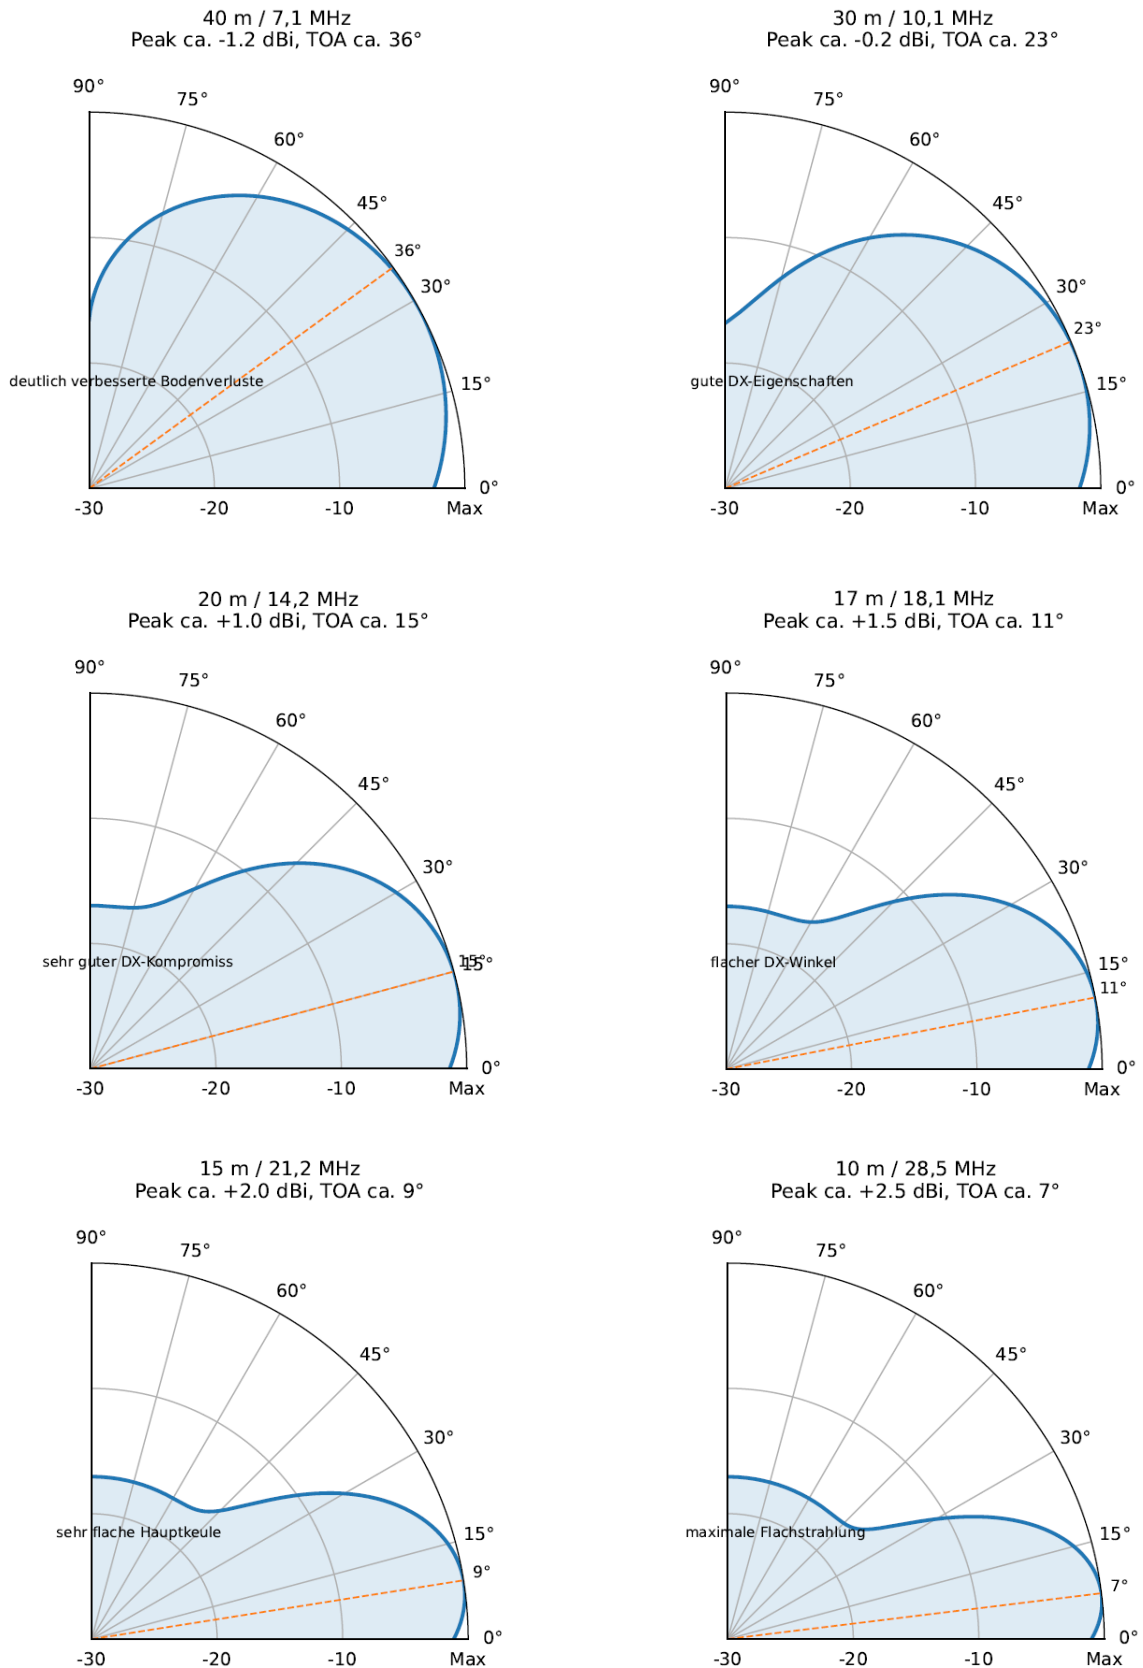 40 m / 7,1 MHz
Peak ca. -1.2 dBi, TOA ca. 36°
90°
75°
60°
45°
36°
30°
15°
deutlich verbesserte Bodenverluste
0°
-30
-20
-10
Max
30 m / 10,1 MHz
Peak ca. -0.2 dBi, TOA ca. 23°
90°
75°
60°
45°
30°
23°
15°
gute DX-Eigenschaften
0°
-30
-20
-10
Max
20 m / 14,2 MHz
Peak ca. +1.0 dBi, TOA ca. 15°
90°
75°
60°
45°
30°
15°
15°
sehr guter DX-Kompromiss
0°
-30
-20
-10
Max
17 m / 18,1 MHz
Peak ca. +1.5 dBi, TOA ca. 11°
90°
75°
60°
45°
30°
15°
flacher DX-Winkel
11°
0°
-30
-20
-10
Max
15 m / 21,2 MHz
Peak ca. +2.0 dBi, TOA ca. 9°
90°
75°
60°
45°
30°
15°
sehr flache Hauptkeule
9°
0°
-30
-20
-10
Max
10 m / 28,5 MHz
Peak ca. +2.5 dBi, TOA ca. 7°
90°
75°
60°
45°
30°
15°
maximale Flachstrahlung
7°
0°
-30
-20
-10
Max